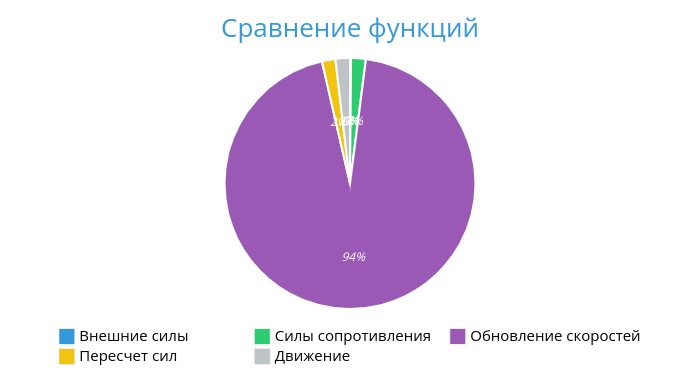 Сравнение функций
94%
Внешние силы
Силы сопротивления
Обновление скоростей
Пересчет сил
Движение